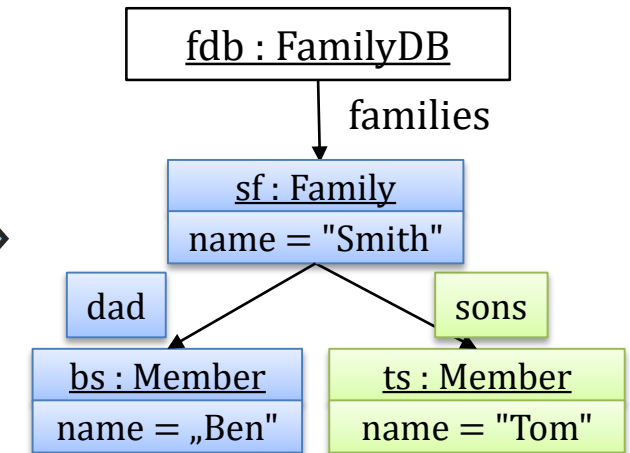 fdb : FamilyDB
families
sf : Family
name = "Smith"
dad
sons
bs : Member
name = „Ben"
ts : Member
name = "Tom"